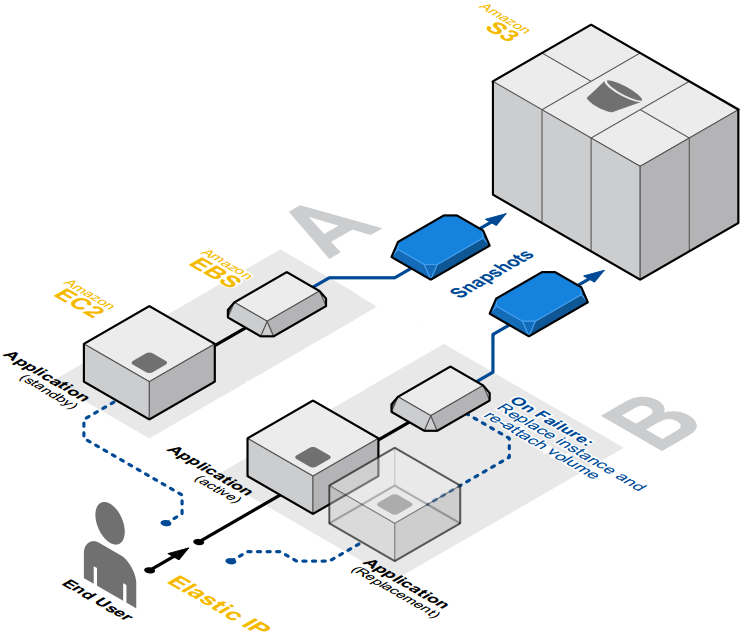 Amazon
S3
A
Amazon
EBS
Snapshots
Amazon
EC2
Application
(standby)
B
On Failure:
Replace instance and
re-attach volume
Application
(active)
Application
(Replacement)
Elastic IP
End User